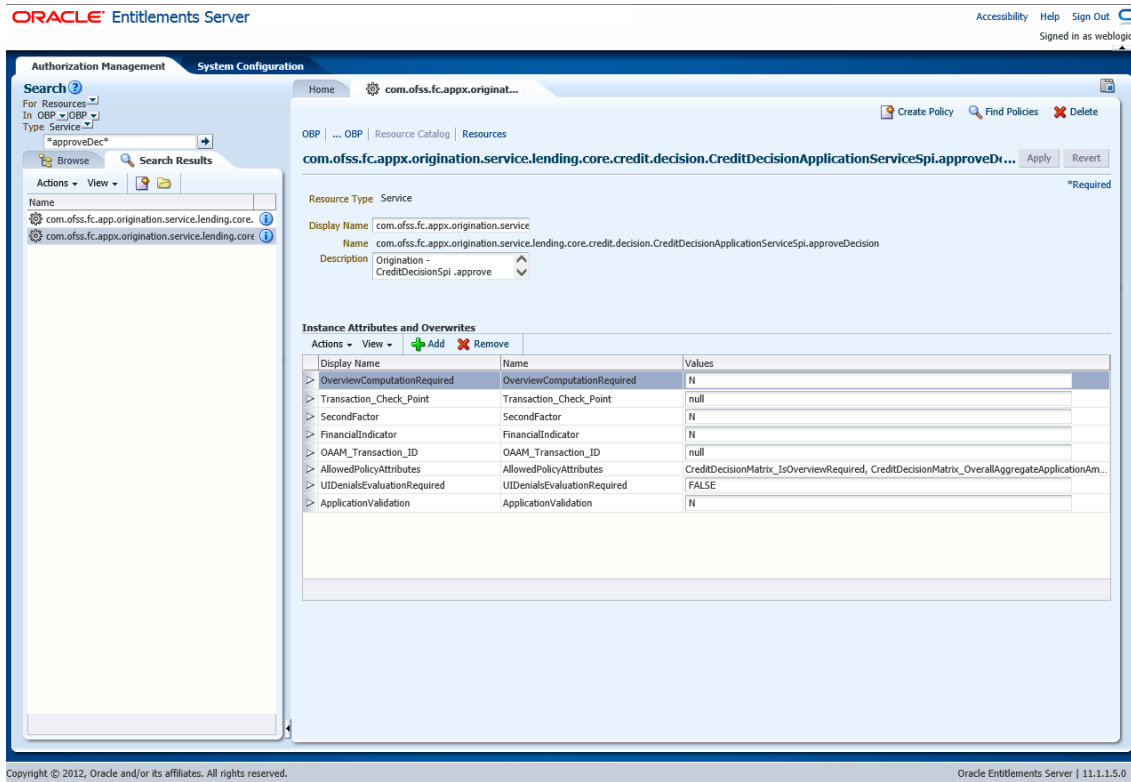 ORACLE Entitlements Server
Accessibility Help Sign Out
Signed in as weblogic
Authorization Management System Configuration
Search
For Resources
In OBP OBP
Type Service
*approveDec*
Browse Search Results
Actions View
Name
com.ofss.fc.app.origination.service.lending.core.
com.ofss.fc.appx.origination.service.lending.core
Home com.ofss.fc.appx.originat...
Create Policy Find Policies Delete
OBP ... OBP Resource Catalog Resources
com.ofss.fc.appx.origination.service.lending.core.credit.decision.CreditDecisionApplicationServiceSpi.approveD... Apply Revert
*Required
Resource Type Service
Display Name com.ofss.fc.appx.origination.service
Name com.ofss.fc.appx.origination.service.lending.core.credit.decision.CreditDecisionApplicationServiceSpi.approveDecision
Description Origination -
CreditDecisionSpi .approve
Instance Attributes and Overwrites
Actions View Add Remove
Display Name Name Values
OverviewComputationRequired OverviewComputationRequired N
Transaction_Check_Point Transaction_Check_Point null
SecondFactor SecondFactor N
FinancialIndicator FinancialIndicator N
OAAM_Transaction_ID OAAM_Transaction_ID null
AllowedPolicyAttributes AllowedPolicyAttributes CreditDecisionMatrix_IsOverviewRequired, CreditDecisionMatrix_OverallAggregateApplicationAm...
UIDenialsEvaluationRequired UIDenialsEvaluationRequired FALSE
ApplicationValidation ApplicationValidation N
Copyright © 2012, Oracle and/or its affiliates. All rights reserved.
Oracle Entitlements Server | 11.1.1.5.0